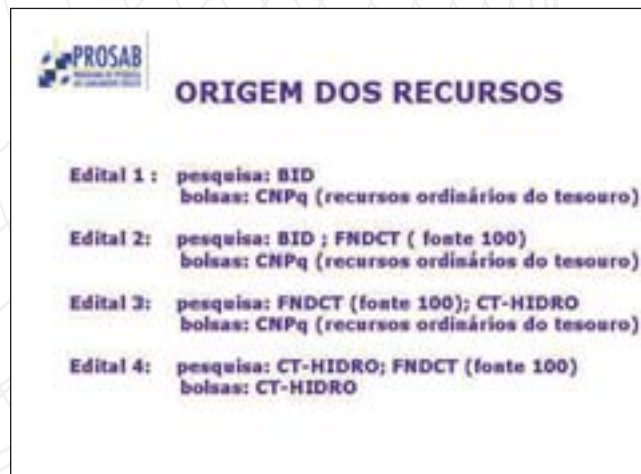 PROSAB
ORIGEM DOS RECURSOS
Edital 1 : pesquisa: BID
bolsas: CNPq (recursos ordinários do tesouro)
Edital 2: pesquisa: BID ; FNDCT ( fonte 100)
bolsas: CNPq (recursos ordinários do tesouro)
Edital 3: pesquisa: FNDCT (fonte 100); CT-HIDRO
bolsas: CNPq (recursos ordinários do tesouro)
Edital 4: pesquisa: CT-HIDRO; FNDCT (fonte 100)
bolsas: CT-HIDRO